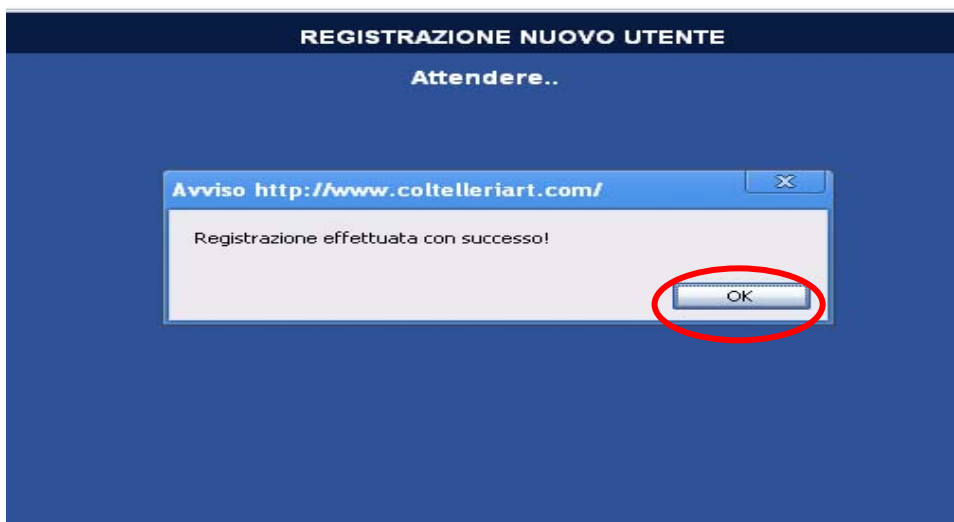 REGISTRAZIONE NUOVO UTENTE
Attendere..
Avviso http://www.coltelleriart.com/
Registrazione effettuata con successo!
OK